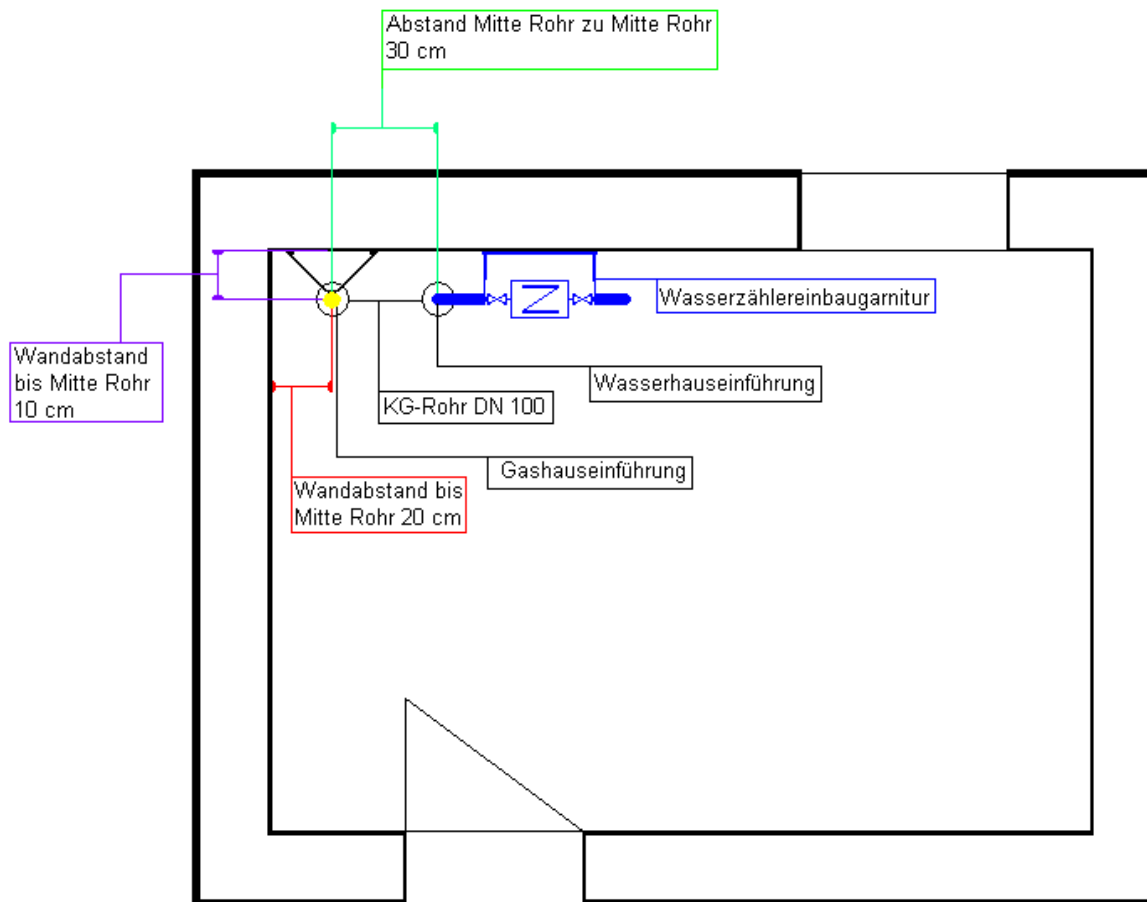 Abstand Mitte Rohr zu Mitte Rohr
30 cm
Wasserzählereinbaugarnitur
Wandabstand
bis Mitte Rohr
10 cm
Wasserhauseinführung
KG-Rohr DN 100
Gashauseinführung
Wandabstand bis
Mitte Rohr 20 cm